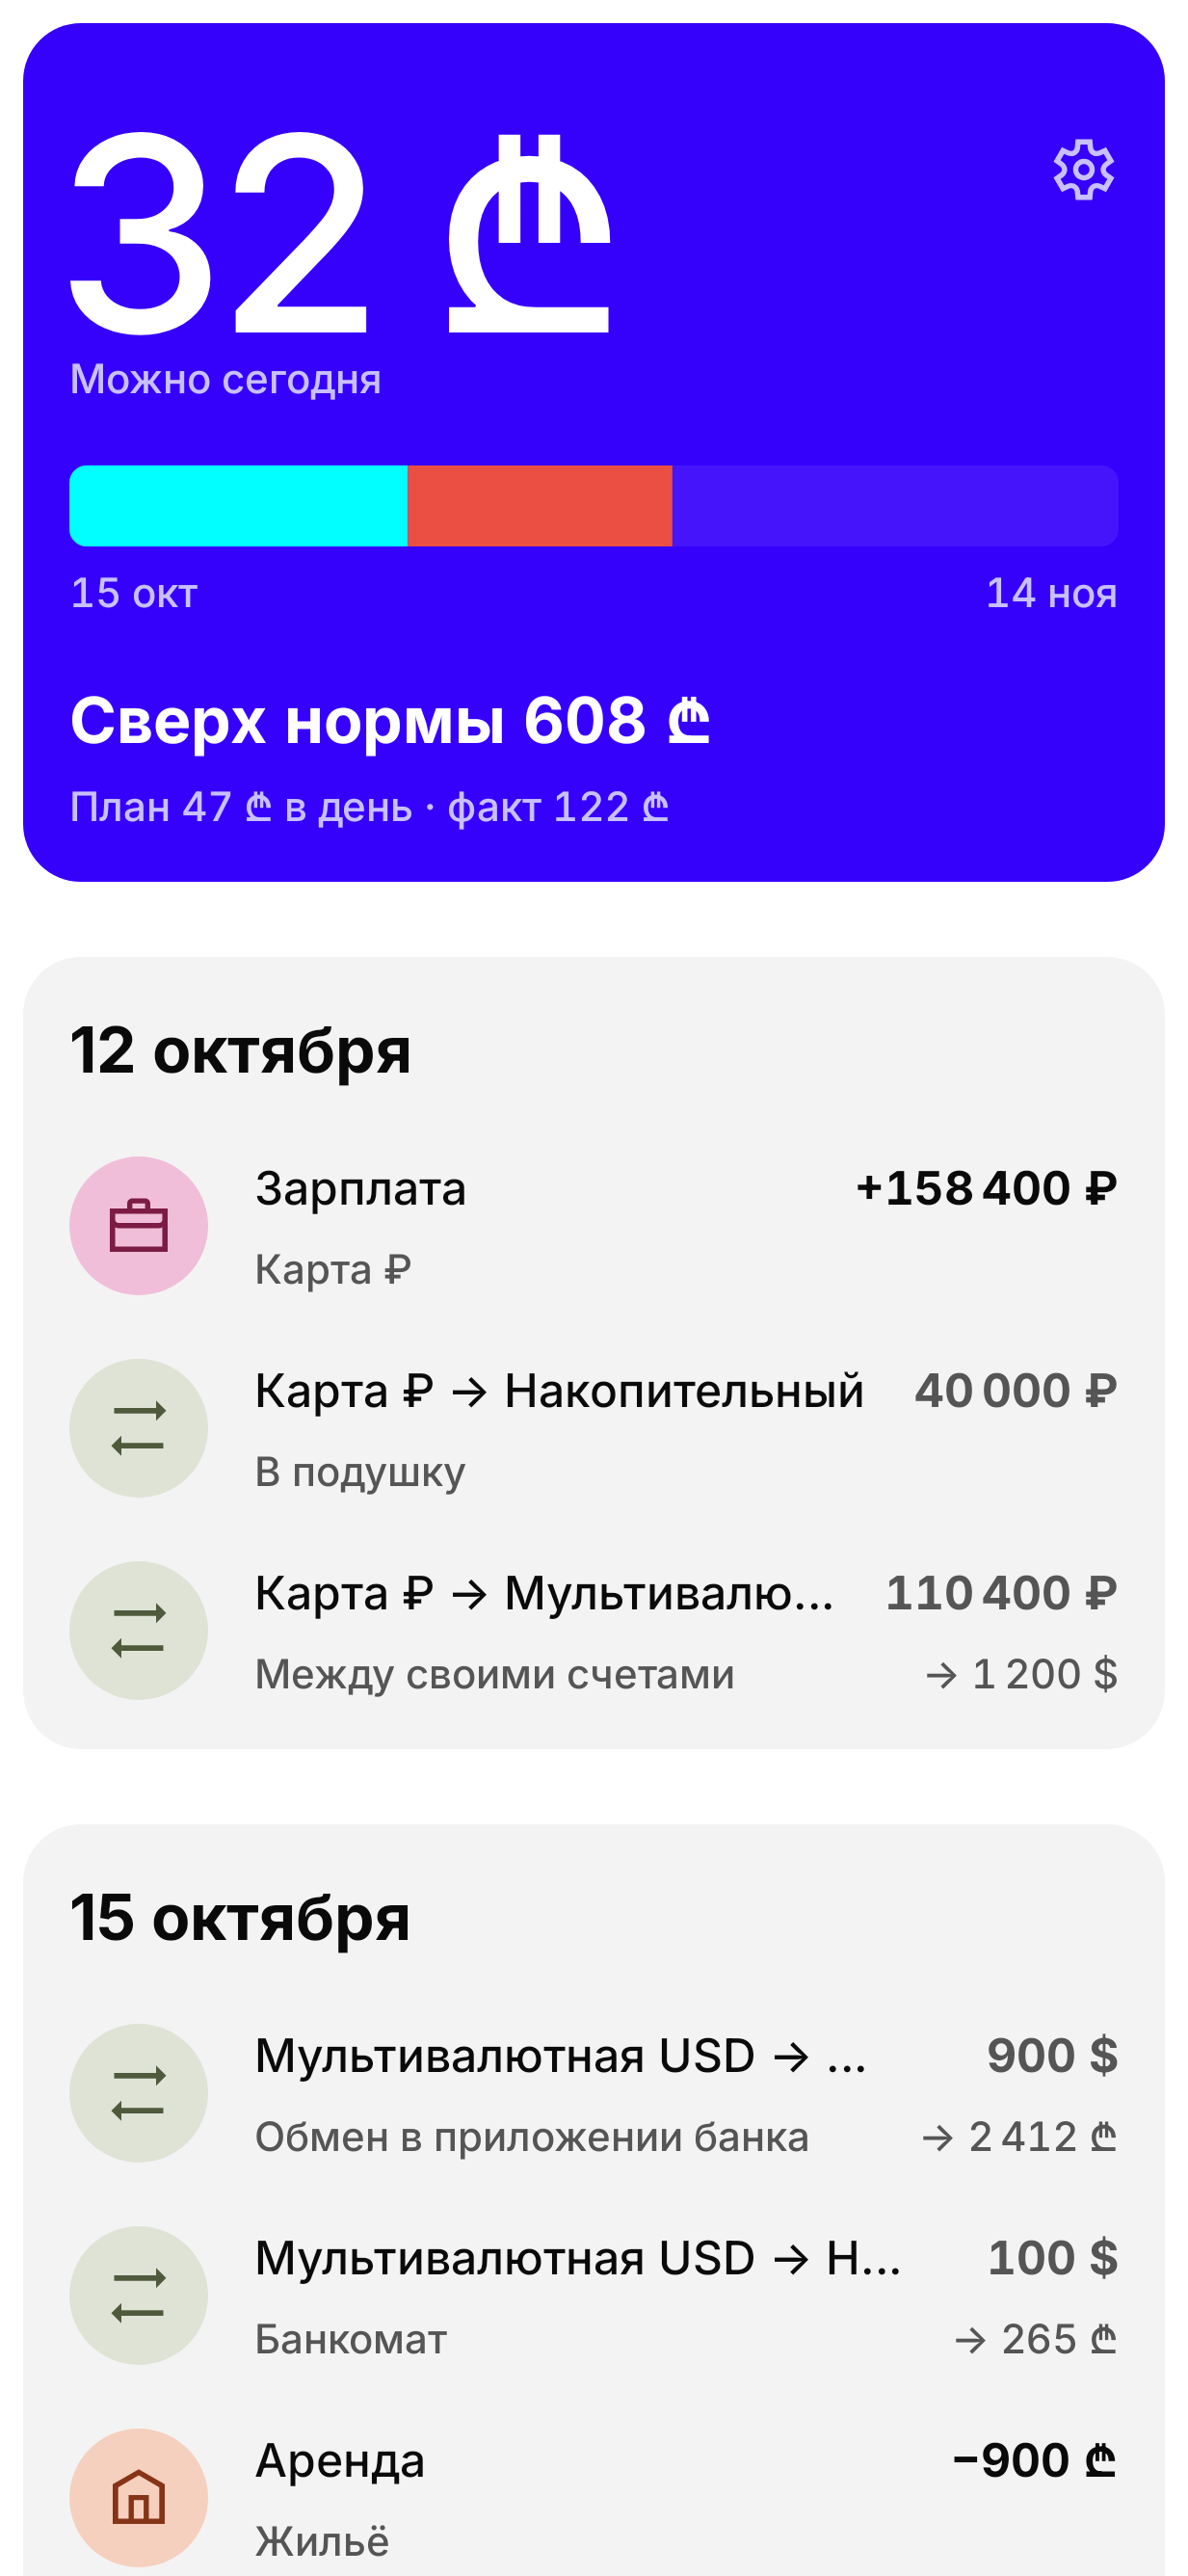 32 ₾
Можно сегодня
15 окт 14 ноя
Сверх нормы 608 ₾
План 47 ₾ в день · факт 122 ₾
12 октября
Зарплата +158 400 ₽
Карта ₽
Карта ₽ → Накопительный 40 000 ₽
В подушку
Карта ₽ → Мультивалю... 110 400 ₽
Между своими счетами → 1 200 $
15 октября
Мультивалютная USD → ... 900 $
Обмен в приложении банка → 2 412 ₾
Мультивалютная USD → Н... 100 $
Банкомат → 265 ₾
Аренда −900 ₾
Жильё